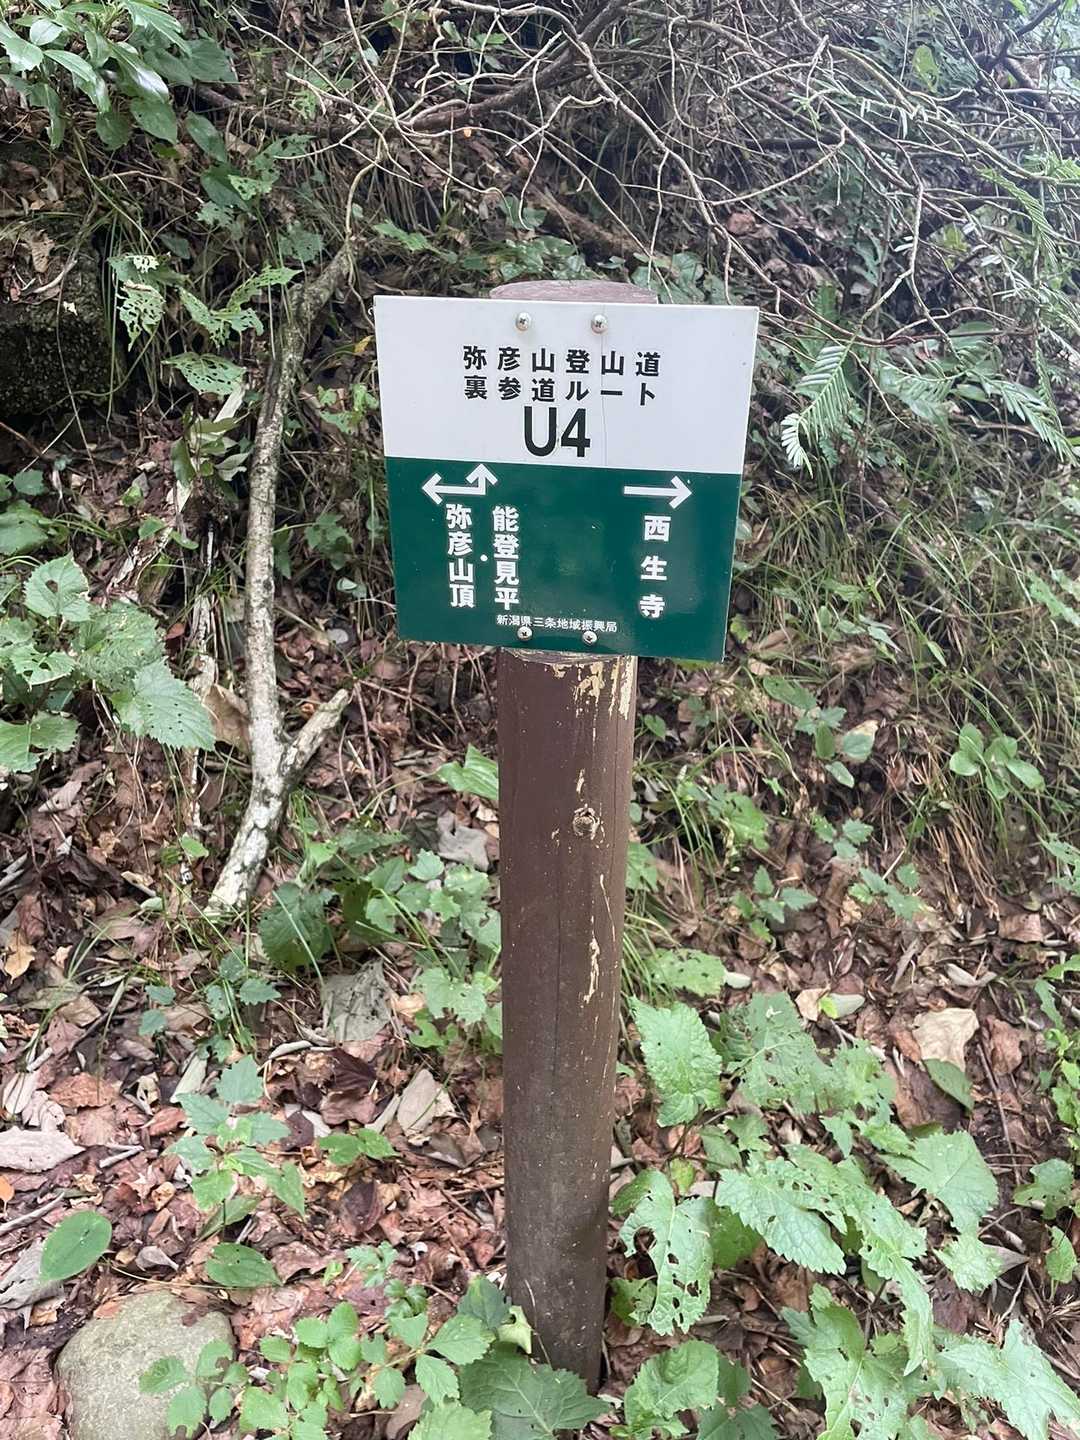 弥彦山登山道
裏参道ルート
U4
能登見平・
弥彦山頂
西生寺
新潟県三条地域振興局